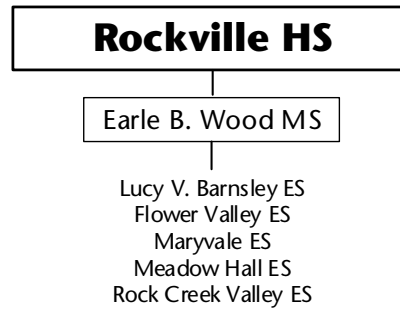 Rockville HS
Earle B. Wood MS
Lucy V. Barnsley ES
Flower Valley ES
Maryvale ES
Meadow Hall ES
Rock Creek Valley ES